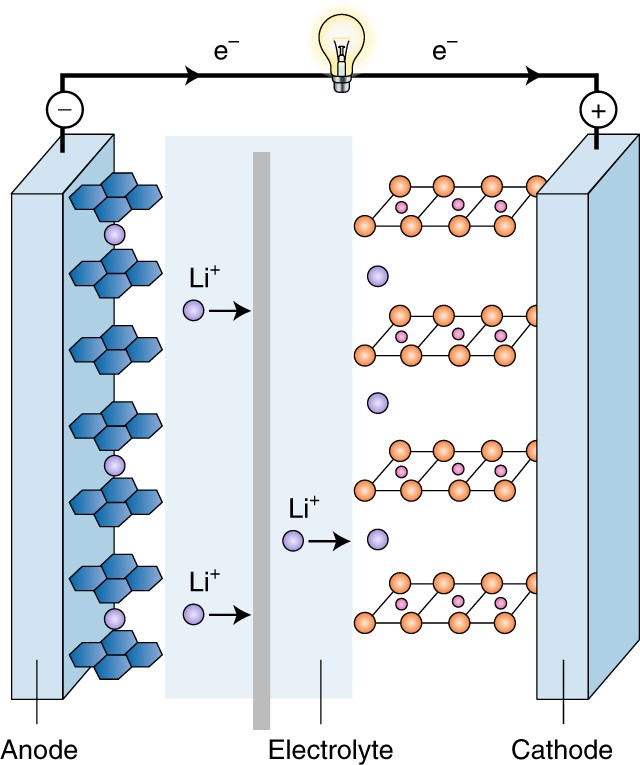 e⁻ e⁻
− +
Li⁺
Li⁺
Li⁺
Anode Electrolyte Cathode